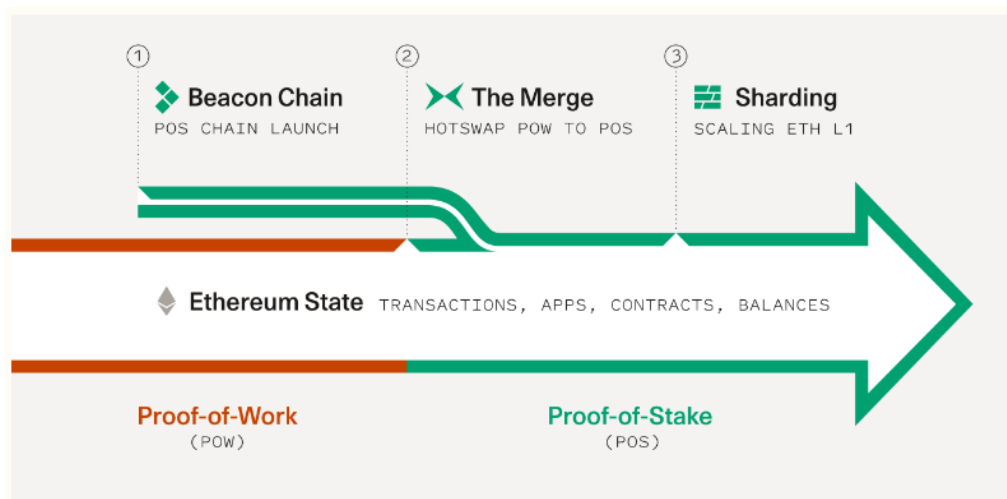 1
2
3
Beacon Chain
POS CHAIN LAUNCH
The Merge
HOTSWAP POW TO POS
Sharding
SCALING ETH L1
Ethereum State TRANSACTIONS, APPS, CONTRACTS, BALANCES
Proof-of-Work
(POW)
Proof-of-Stake
(POS)